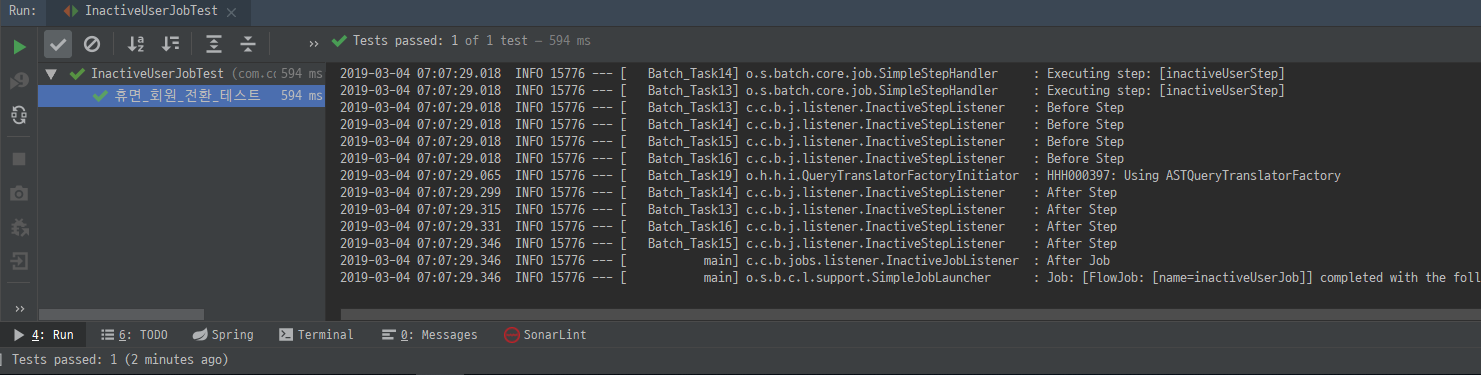 Run: InactiveUserJobTest
Tests passed: 1 of 1 test – 594 ms
InactiveUserJobTest (com.cc 594 ms
휴면_회원_전환_테스트 594 ms
2019-03-04 07:07:29.018 INFO 15776 --- [ Batch_Task14] o.s.batch.core.job.SimpleStepHandler : Executing step: [inactiveUserStep]
2019-03-04 07:07:29.018 INFO 15776 --- [ Batch_Task13] o.s.batch.core.job.SimpleStepHandler : Executing step: [inactiveUserStep]
2019-03-04 07:07:29.018 INFO 15776 --- [ Batch_Task13] c.c.b.j.listener.InactiveStepListener : Before Step
2019-03-04 07:07:29.018 INFO 15776 --- [ Batch_Task14] c.c.b.j.listener.InactiveStepListener : Before Step
2019-03-04 07:07:29.018 INFO 15776 --- [ Batch_Task15] c.c.b.j.listener.InactiveStepListener : Before Step
2019-03-04 07:07:29.018 INFO 15776 --- [ Batch_Task16] c.c.b.j.listener.InactiveStepListener : Before Step
2019-03-04 07:07:29.065 INFO 15776 --- [ Batch_Task19] o.h.h.i.QueryTranslatorFactoryInitiator : HHH000397: Using ASTQueryTranslatorFactory
2019-03-04 07:07:29.299 INFO 15776 --- [ Batch_Task14] c.c.b.j.listener.InactiveStepListener : After Step
2019-03-04 07:07:29.315 INFO 15776 --- [ Batch_Task13] c.c.b.j.listener.InactiveStepListener : After Step
2019-03-04 07:07:29.331 INFO 15776 --- [ Batch_Task16] c.c.b.j.listener.InactiveStepListener : After Step
2019-03-04 07:07:29.346 INFO 15776 --- [ Batch_Task15] c.c.b.j.listener.InactiveStepListener : After Step
2019-03-04 07:07:29.346 INFO 15776 --- [ main] c.c.b.jobs.listener.InactiveJobListener : After Job
2019-03-04 07:07:29.346 INFO 15776 --- [ main] o.s.b.c.l.support.SimpleJobLauncher : Job: [FlowJob: [name=inactiveUserJob]] completed with the foll
4: Run 6: TODO Spring Terminal 0: Messages SonarLint
Tests passed: 1 (2 minutes ago)